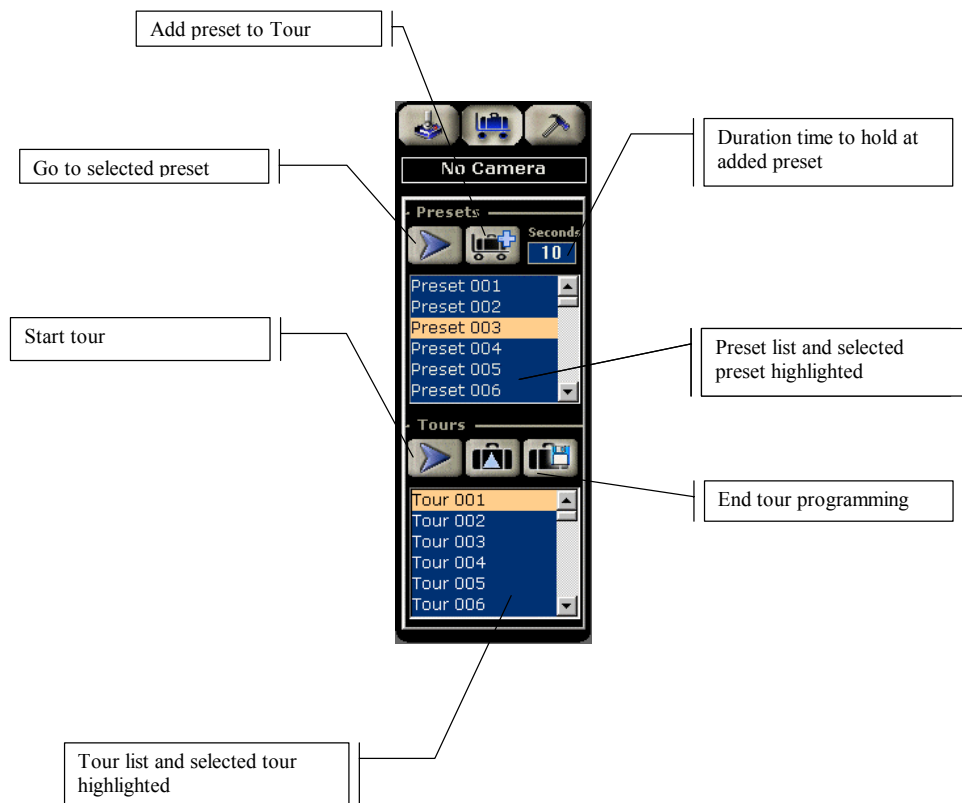 Add preset to Tour
Go to selected preset
Duration time to hold at
added preset
No Camera
Presets
Seconds
10
Preset 001
Preset 002
Preset 003
Preset 004
Preset 005
Preset 006
Start tour
Preset list and selected
preset highlighted
Tours
End tour programming
Tour 001
Tour 002
Tour 003
Tour 004
Tour 005
Tour 006
Tour list and selected tour
highlighted